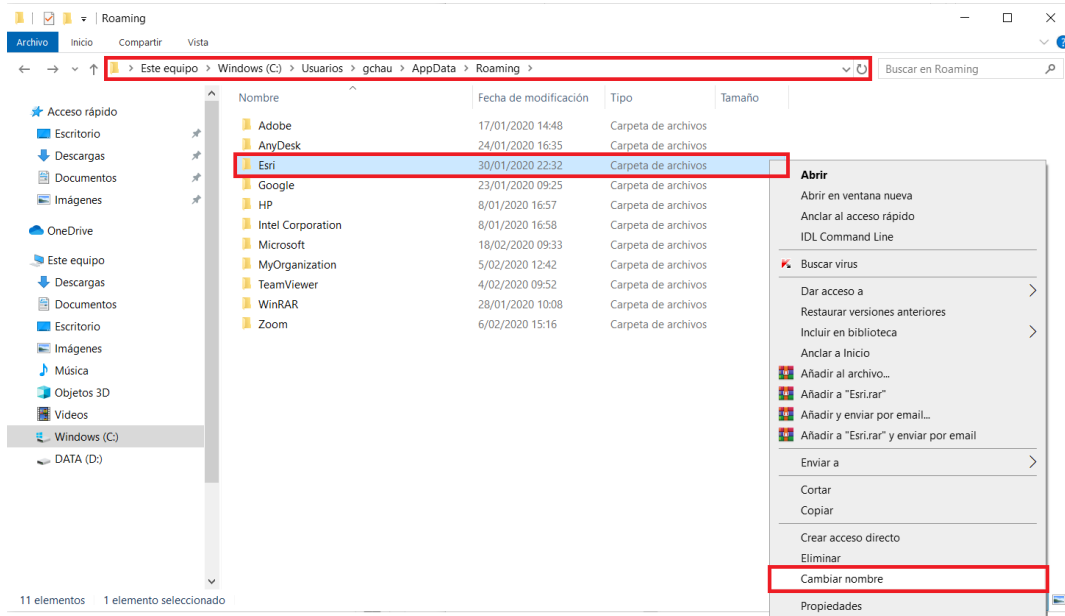 Roaming
Archivo Inicio Compartir Vista
Este equipo > Windows (C:) > Usuarios > gchau > AppData > Roaming >
Buscar en Roaming
Nombre Fecha de modificación Tipo Tamaño
Acceso rápido
Escritorio
Descargas
Documentos
Imágenes
OneDrive
Este equipo
Descargas
Documentos
Escritorio
Imágenes
Música
Objetos 3D
Videos
Windows (C:)
DATA (D:)
Adobe 17/01/2020 14:48 Carpeta de archivos
AnyDesk 24/01/2020 16:35 Carpeta de archivos
Esri 30/01/2020 22:32 Carpeta de archivos
Google 23/01/2020 09:25 Carpeta de archivos
HP 8/01/2020 16:57 Carpeta de archivos
Intel Corporation 8/01/2020 16:58 Carpeta de archivos
Microsoft 18/02/2020 09:33 Carpeta de archivos
MyOrganization 5/02/2020 12:42 Carpeta de archivos
TeamViewer 4/02/2020 09:52 Carpeta de archivos
WinRAR 28/01/2020 10:08 Carpeta de archivos
Zoom 6/02/2020 15:16 Carpeta de archivos
Abrir
Abrir en ventana nueva
Anclar al acceso rápido
IDL Command Line
Buscar virus
Dar acceso a
Restaurar versiones anteriores
Incluir en biblioteca
Anclar a Inicio
Añadir al archivo...
Añadir a "Esri.rar"
Añadir y enviar por email...
Añadir a "Esri.rar" y enviar por email
Enviar a
Cortar
Copiar
Crear acceso directo
Eliminar
Cambiar nombre
Propiedades
11 elementos 1 elemento seleccionado